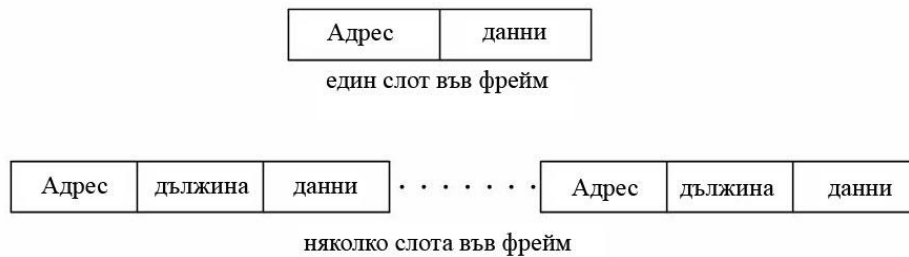 Адрес данни
един слот във фрейм
Адрес дължина данни . . . . . . . Адрес дължина данни
няколко слота във фрейм